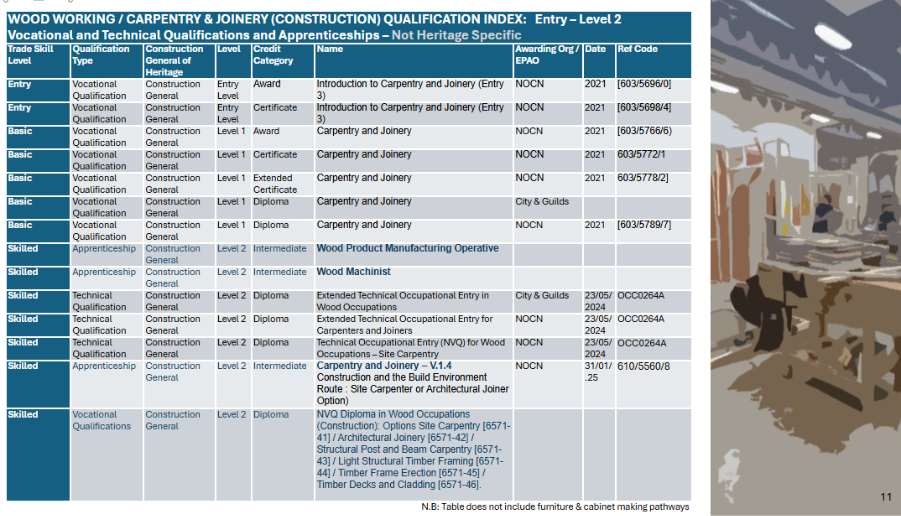 WOOD WORKING / CARPENTRY & JOINERY (CONSTRUCTION) QUALIFICATION INDEX: Entry – Level 2
Vocational and Technical Qualifications and Apprenticeships – Not Heritage Specific
Trade Skill Level | Qualification Type | Construction General of Heritage | Level | Credit Category | Name | Awarding Org / EPAO | Date | Ref Code
Entry | Vocational Qualification | Construction General | Entry Level | Award | Introduction to Carpentry and Joinery (Entry 3) | NOCN | 2021 | [603/5696/0]
Entry | Vocational Qualification | Construction General | Entry Level | Certificate | Introduction to Carpentry and Joinery (Entry 3) | NOCN | 2021 | [603/5698/4]
Basic | Vocational Qualification | Construction General | Level 1 | Award | Carpentry and Joinery | NOCN | 2021 | [603/5766/6)
Basic | Vocational Qualification | Construction General | Level 1 | Certificate | Carpentry and Joinery | NOCN | 2021 | 603/5772/1
Basic | Vocational Qualification | Construction General | Level 1 | Extended Certificate | Carpentry and Joinery | NOCN | 2021 | 603/5778/2]
Basic | Vocational Qualification | Construction General | Level 1 | Diploma | Carpentry and Joinery | City & Guilds
Basic | Vocational Qualification | Construction General | Level 1 | Diploma | Carpentry and Joinery | NOCN | 2021 | [603/5789/7]
Skilled | Apprenticeship | Construction General | Level 2 | Intermediate | Wood Product Manufacturing Operative
Skilled | Apprenticeship | Construction General | Level 2 | Intermediate | Wood Machinist
Skilled | Technical Qualification | Construction General | Level 2 | Diploma | Extended Technical Occupational Entry in Wood Occupations | City & Guilds | 23/05/2024 | OCC0264A
Skilled | Technical Qualification | Construction General | Level 2 | Diploma | Extended Technical Occupational Entry for Carpenters and Joiners | NOCN | 23/05/2024 | OCC0264A
Skilled | Technical Qualification | Construction General | Level 2 | Diploma | Technical Occupational Entry (NVQ) for Wood Occupations – Site Carpentry | NOCN | 23/05/2024 | OCC0264A
Skilled | Apprenticeship | Construction General | Level 2 | Intermediate | Carpentry and Joinery – V.1.4 Construction and the Build Environment Route : Site Carpenter or Architectural Joiner Option) | NOCN | 31/01/.25 | 610/5560/8
Skilled | Vocational Qualifications | Construction General | Level 2 | Diploma | NVQ Diploma in Wood Occupations (Construction): Options Site Carpentry [6571-41] / Architectural Joinery [6571-42] / Structural Post and Beam Carpentry [6571-43] / Light Structural Timber Framing [6571-44] / Timber Frame Erection [6571-45] / Timber Decks and Cladding [6571-46].
N.B: Table does not include furniture & cabinet making pathways
11